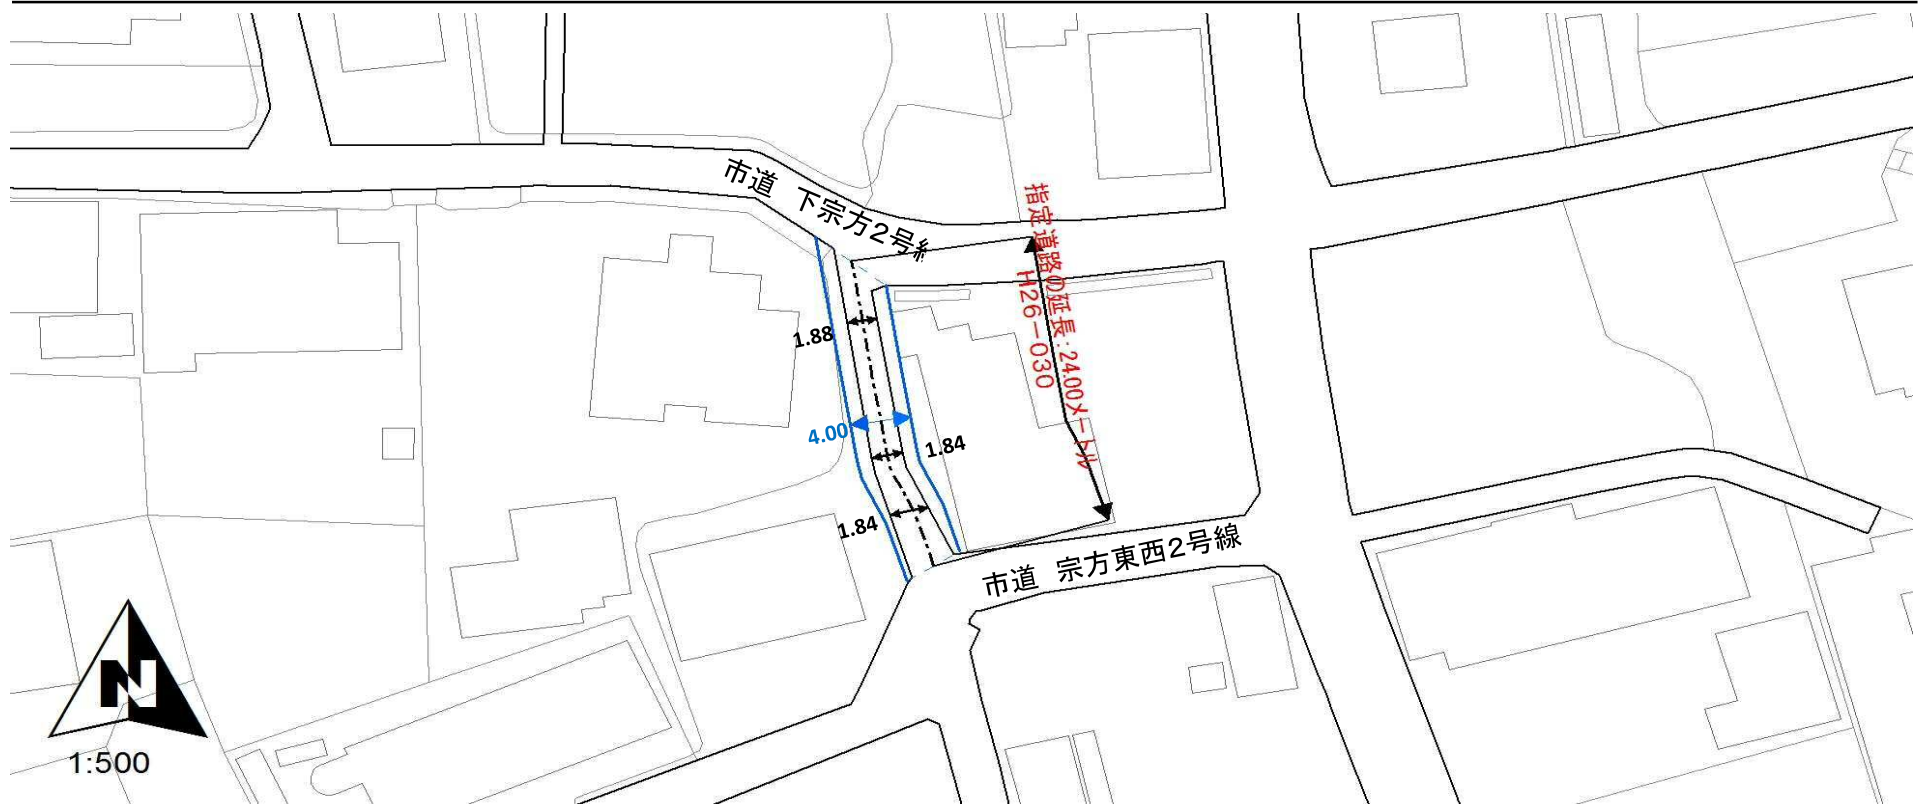 市道 下宗方2号線
指定道路の延長:24.00メートル
H26-030
1.88
4.00
1.84
1.84
市道 宗方東西2号線
N
1:500